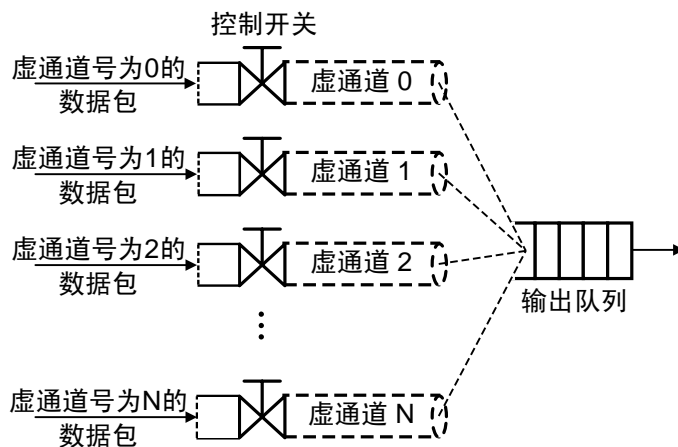 控制开关
虚通道号为0的
数据包
虚通道 0
虚通道号为1的
数据包
虚通道 1
虚通道号为2的
数据包
虚通道 2
输出队列
虚通道号为N的
数据包
虚通道 N